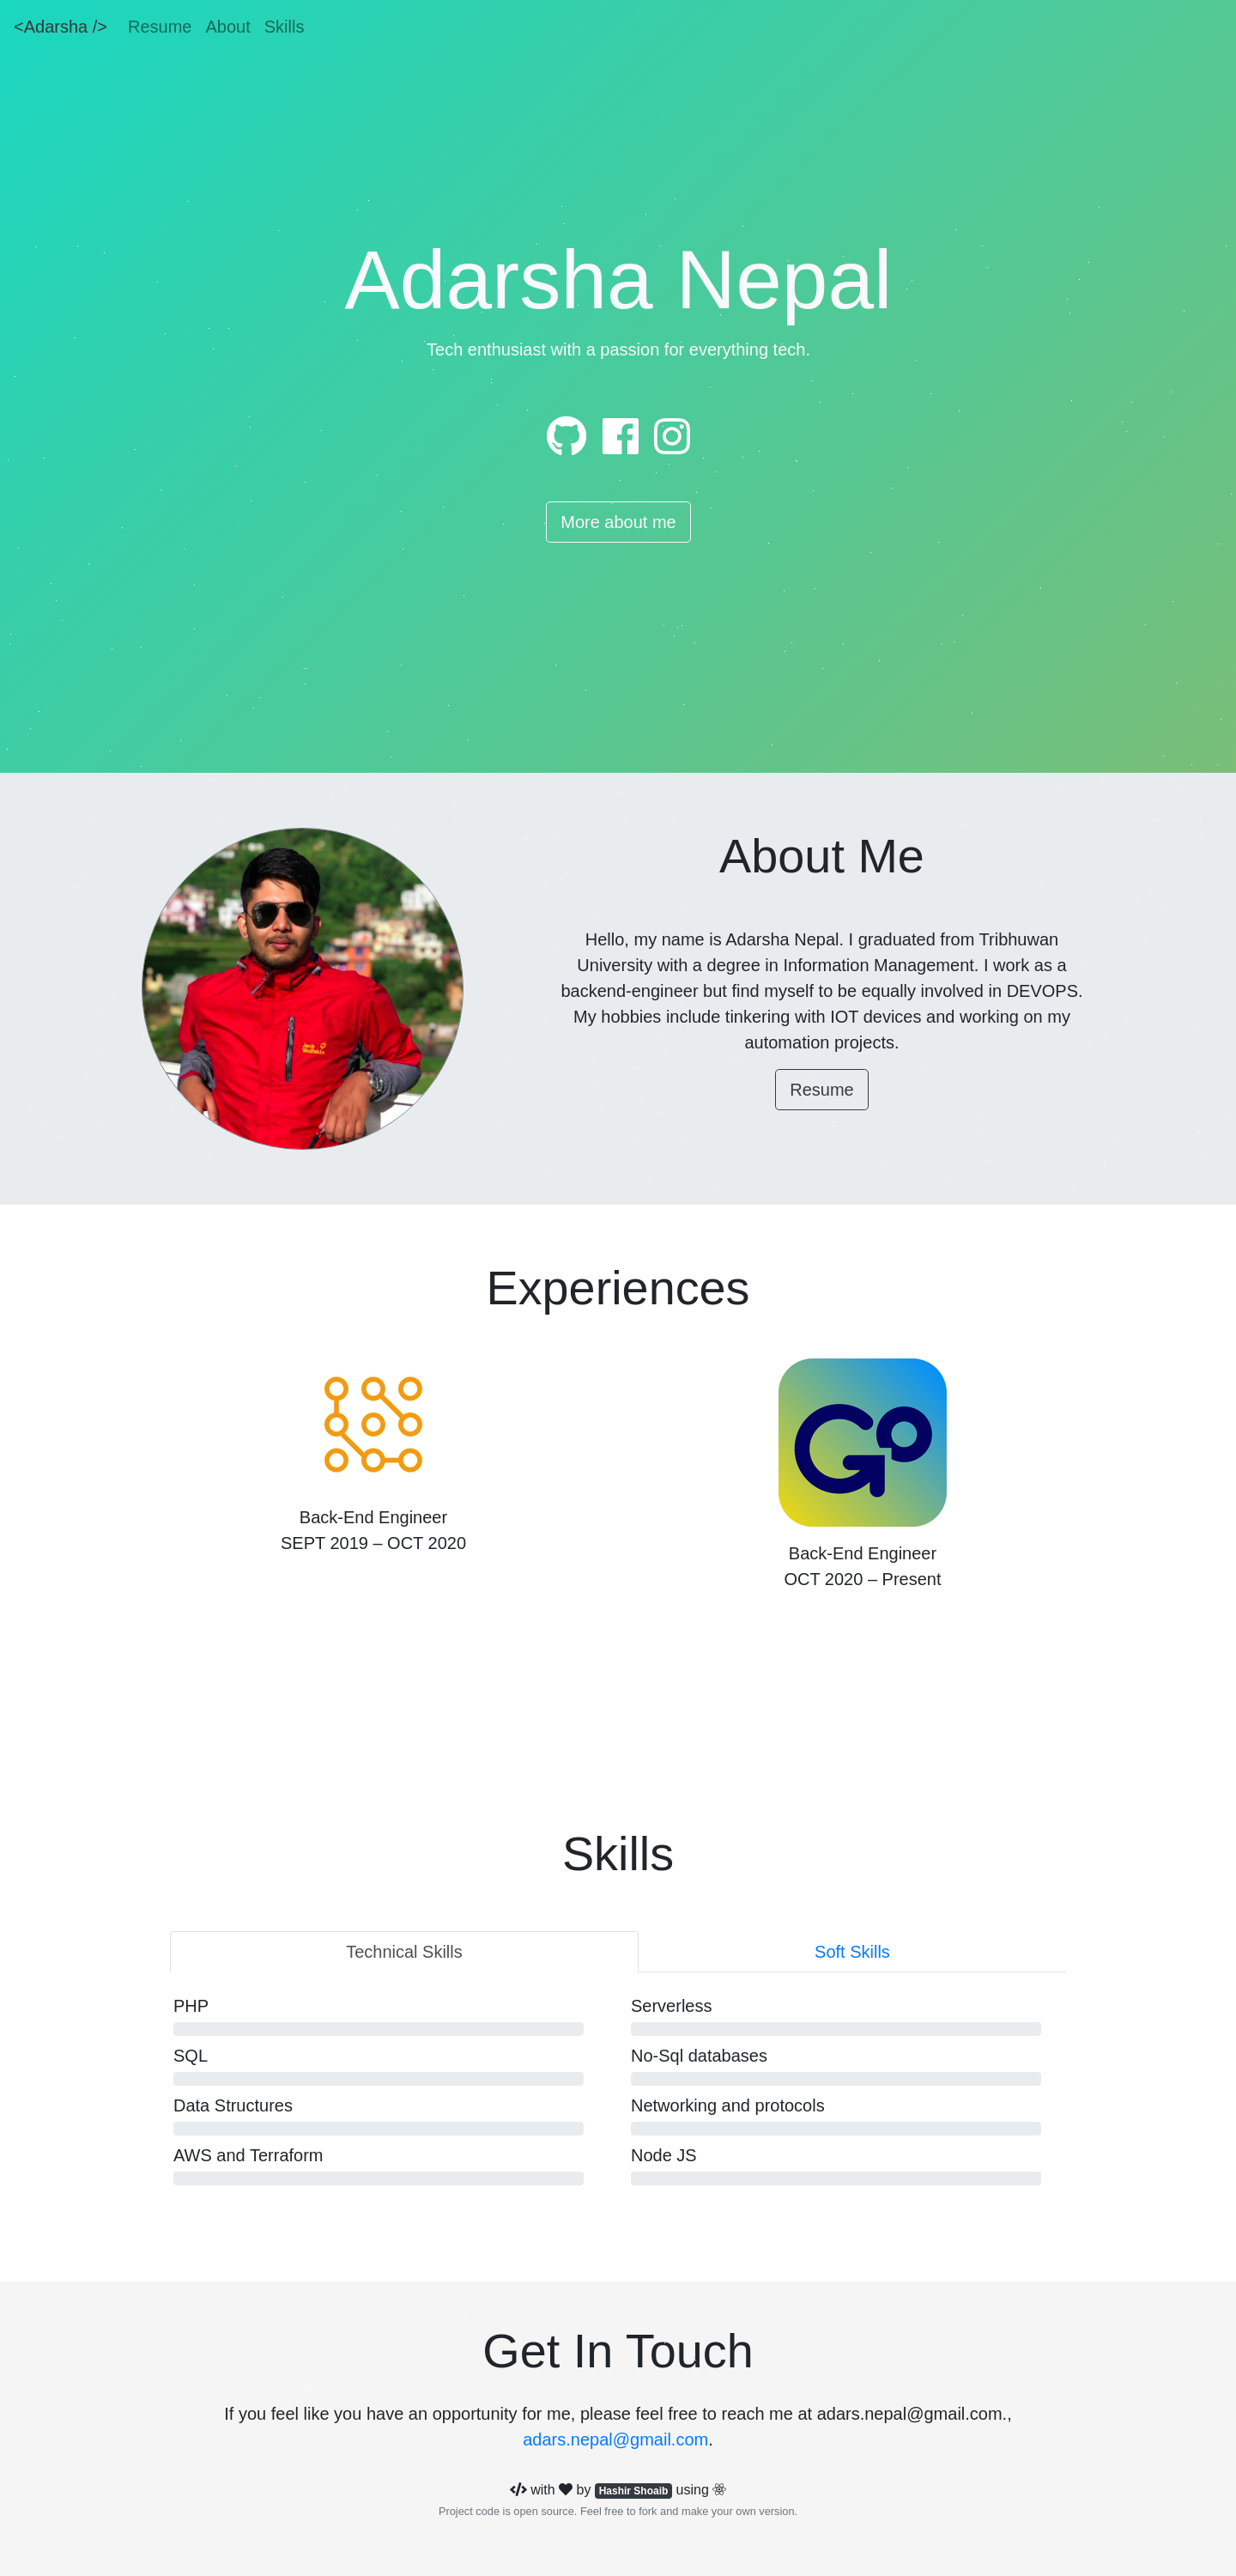 <Adarsha /> Resume About Skills
Adarsha Nepal
Tech enthusiast with a passion for everything tech.
More about me
About Me
Hello, my name is Adarsha Nepal. I graduated from Tribhuwan
University with a degree in Information Management. I work as a
backend-engineer but find myself to be equally involved in DEVOPS.
My hobbies include tinkering with IOT devices and working on my
automation projects.
Resume
Experiences
Back-End Engineer
SEPT 2019 – OCT 2020
Go
Back-End Engineer
OCT 2020 – Present
Skills
Technical Skills Soft Skills
PHP
SQL
Data Structures
AWS and Terraform
Serverless
No-Sql databases
Networking and protocols
Node JS
Get In Touch
If you feel like you have an opportunity for me, please feel free to reach me at adars.nepal@gmail.com.,
adars.nepal@gmail.com.
</> with by Hashir Shoaib using
Project code is open source. Feel free to fork and make your own version.